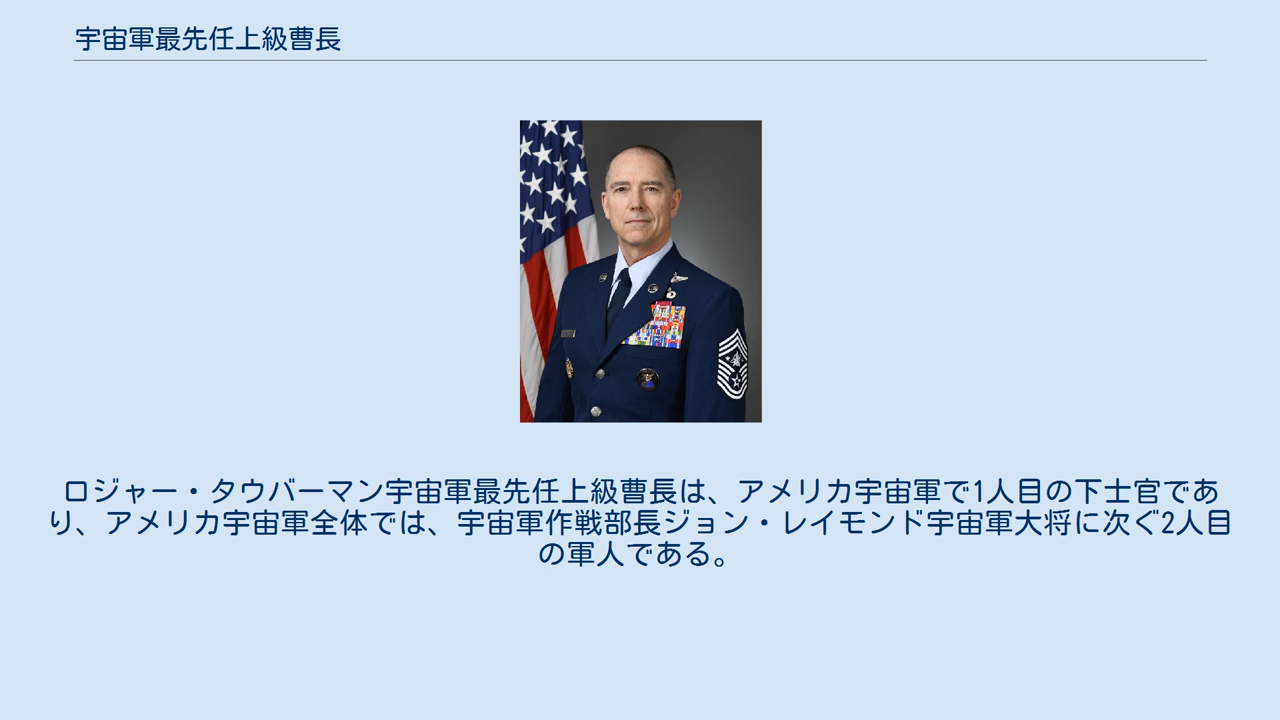 宇宙軍最先任上級曹長
ロジャー・タウバーマン宇宙軍最先任上級曹長は、アメリカ宇宙軍で1人目の下士官であ
り、アメリカ宇宙軍全体では、宇宙軍作戦部長ジョン・レイモンド宇宙軍大将に次ぐ2人目
の軍人である。